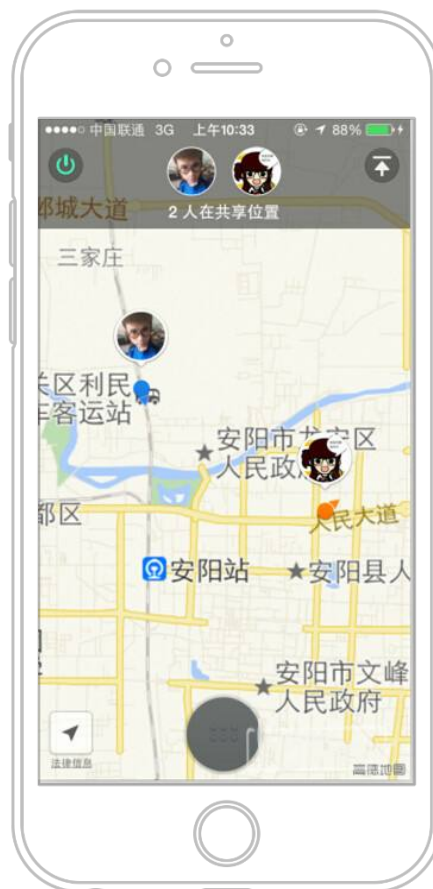 中国联通 3G 上午10:33 88%
2 人在共享位置
城大道
三家庄
关区利民
车客运站
安阳市龙安区
人民政府
都区
人民大道
安阳站
安阳县人
安阳市文峰
人民政府
法律信息
高德地图